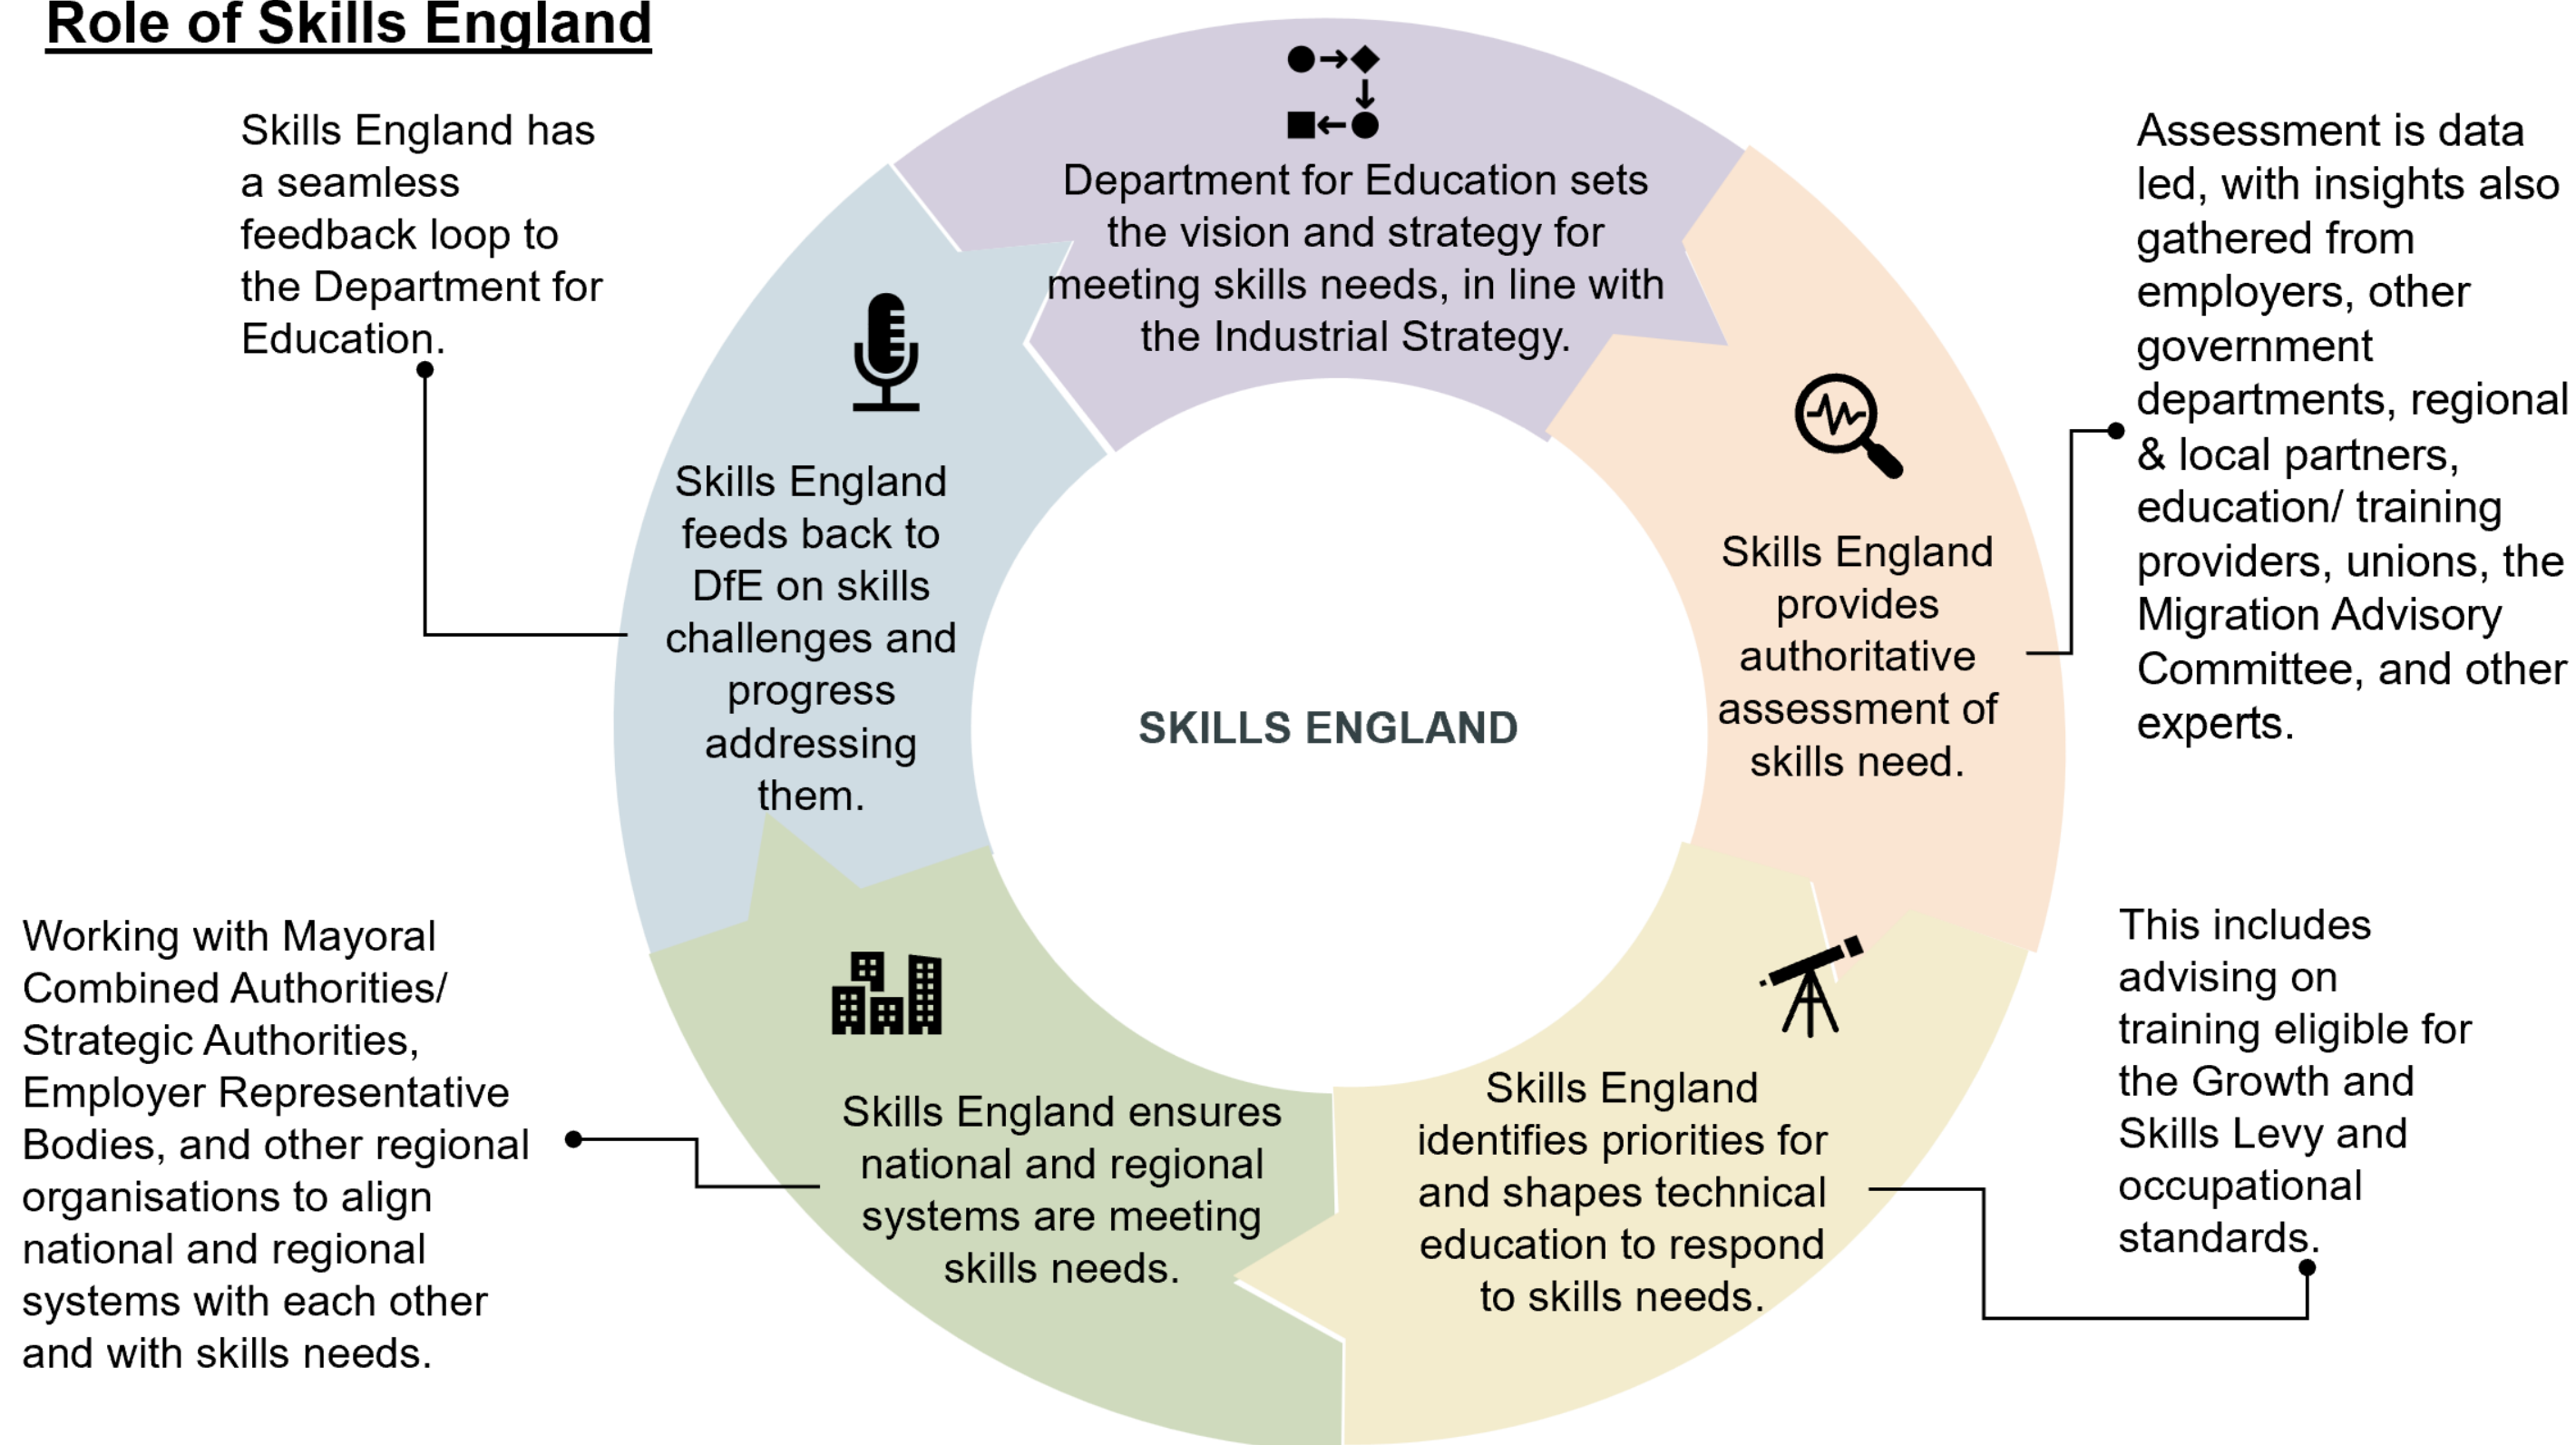 Role of Skills England
Skills England has
a seamless
feedback loop to
the Department for
Education.
Department for Education sets
the vision and strategy for
meeting skills needs, in line with
the Industrial Strategy.
Assessment is data
led, with insights also
gathered from
employers, other
government
departments, regional
& local partners,
education/ training
providers, unions, the
Migration Advisory
Committee, and other
experts.
Skills England
feeds back to
DfE on skills
challenges and
progress
addressing
them.
SKILLS ENGLAND
Skills England
provides
authoritative
assessment of
skills need.
Working with Mayoral
Combined Authorities/
Strategic Authorities,
Employer Representative
Bodies, and other regional
organisations to align
national and regional
systems with each other
and with skills needs.
Skills England ensures
national and regional
systems are meeting
skills needs.
Skills England
identifies priorities for
and shapes technical
education to respond
to skills needs.
This includes
advising on
training eligible for
the Growth and
Skills Levy and
occupational
standards.